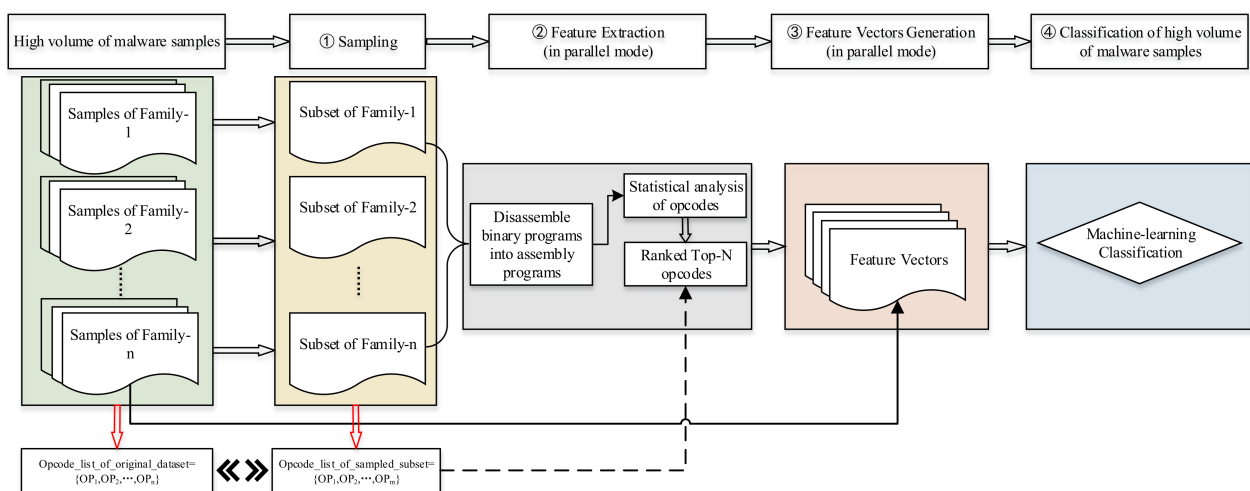 High volume of malware samples
① Sampling
② Feature Extraction
(in parallel mode)
③ Feature Vectors Generation
(in parallel mode)
④ Classification of high volume
of malware samples
Samples of Family-
1
Subset of Family-1
Samples of Family-
2
Subset of Family-2
Samples of Family-
n
Subset of Family-n
Disassemble
binary programs
into assembly
programs
Statistical analysis
of opcodes
Ranked Top-N
opcodes
Feature Vectors
Machine-learning
Classification
Opcode_list_of_original_dataset=
{OP₁,OP₂,⋯,OPₙ}
Opcode_list_of_sampled_subset=
{OP₁,OP₂,⋯,OPₘ}